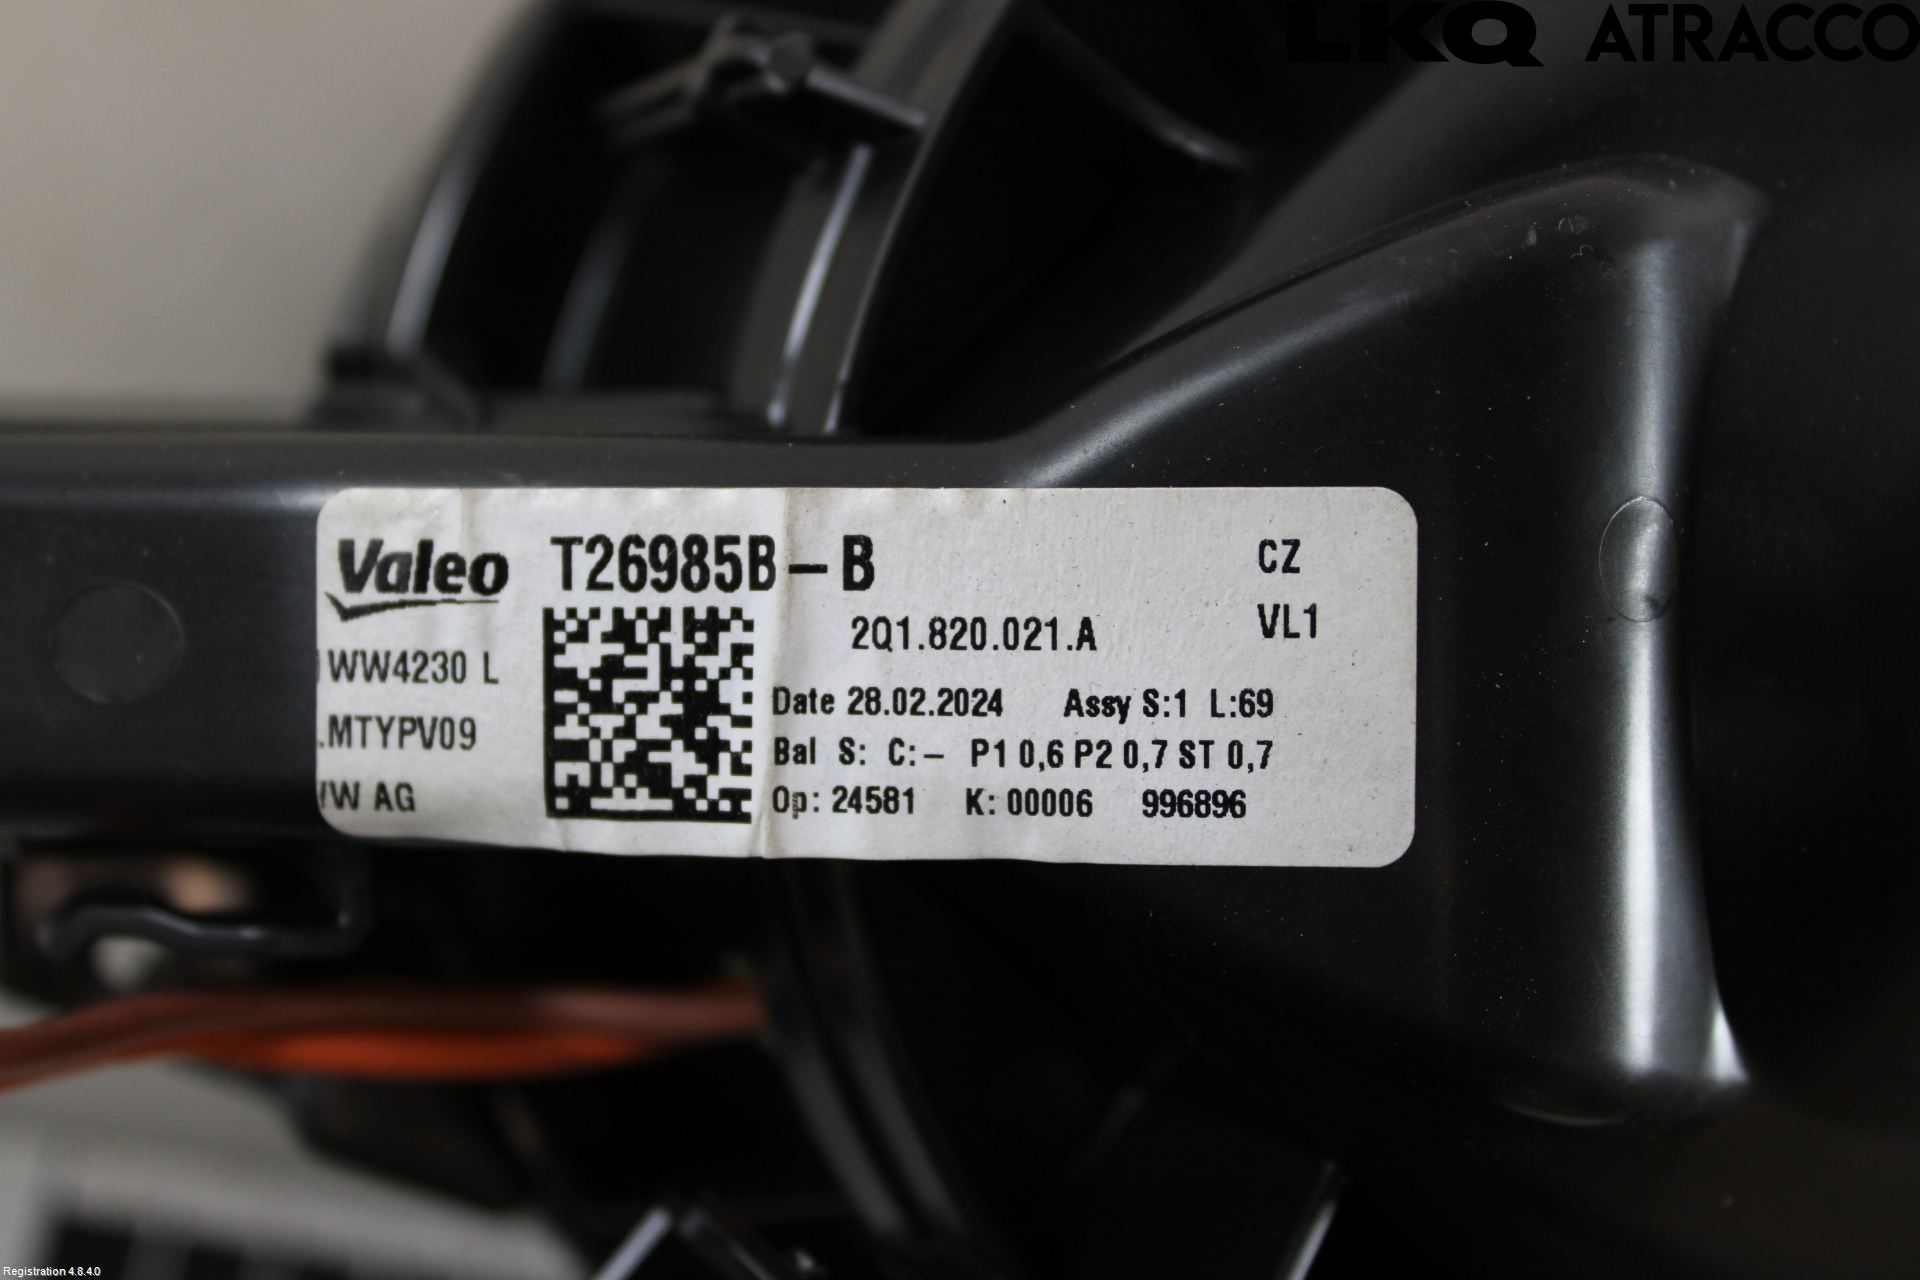 LKQ ATRACCO
Valeo T26985B-B CZ
2Q1.820.021.A VL1
WW4230 L
.MTYPV09
VW AG
Date 28.02.2024 Assy S:1 L:69
Bal S: C:- P1 0,6 P2 0,7 ST 0,7
Op: 24581 K: 00006 996896
Registration 4.8.4.0